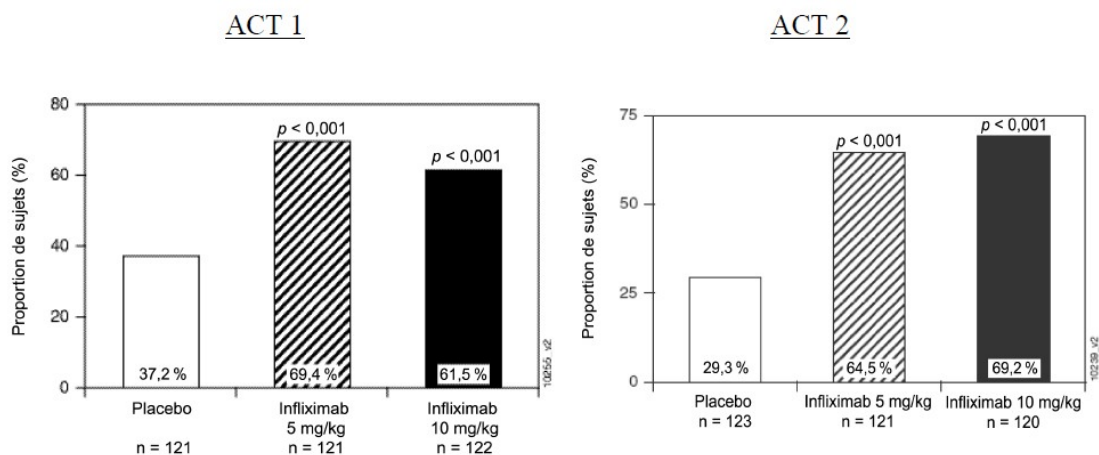 ACT 1
Proportion de sujets (%)
80
60
40
20
0
p < 0,001
p < 0,001
37,2 %
69,4 %
61,5 %
Placebo
n = 121
Infliximab
5 mg/kg
n = 121
Infliximab
10 mg/kg
n = 122
10255_v2
ACT 2
Proportion de sujets (%)
75
50
25
0
p < 0,001
p < 0,001
29,3 %
64,5 %
69,2 %
Placebo
n = 123
Infliximab 5 mg/kg
n = 121
Infliximab 10 mg/kg
n = 120
10239_v2